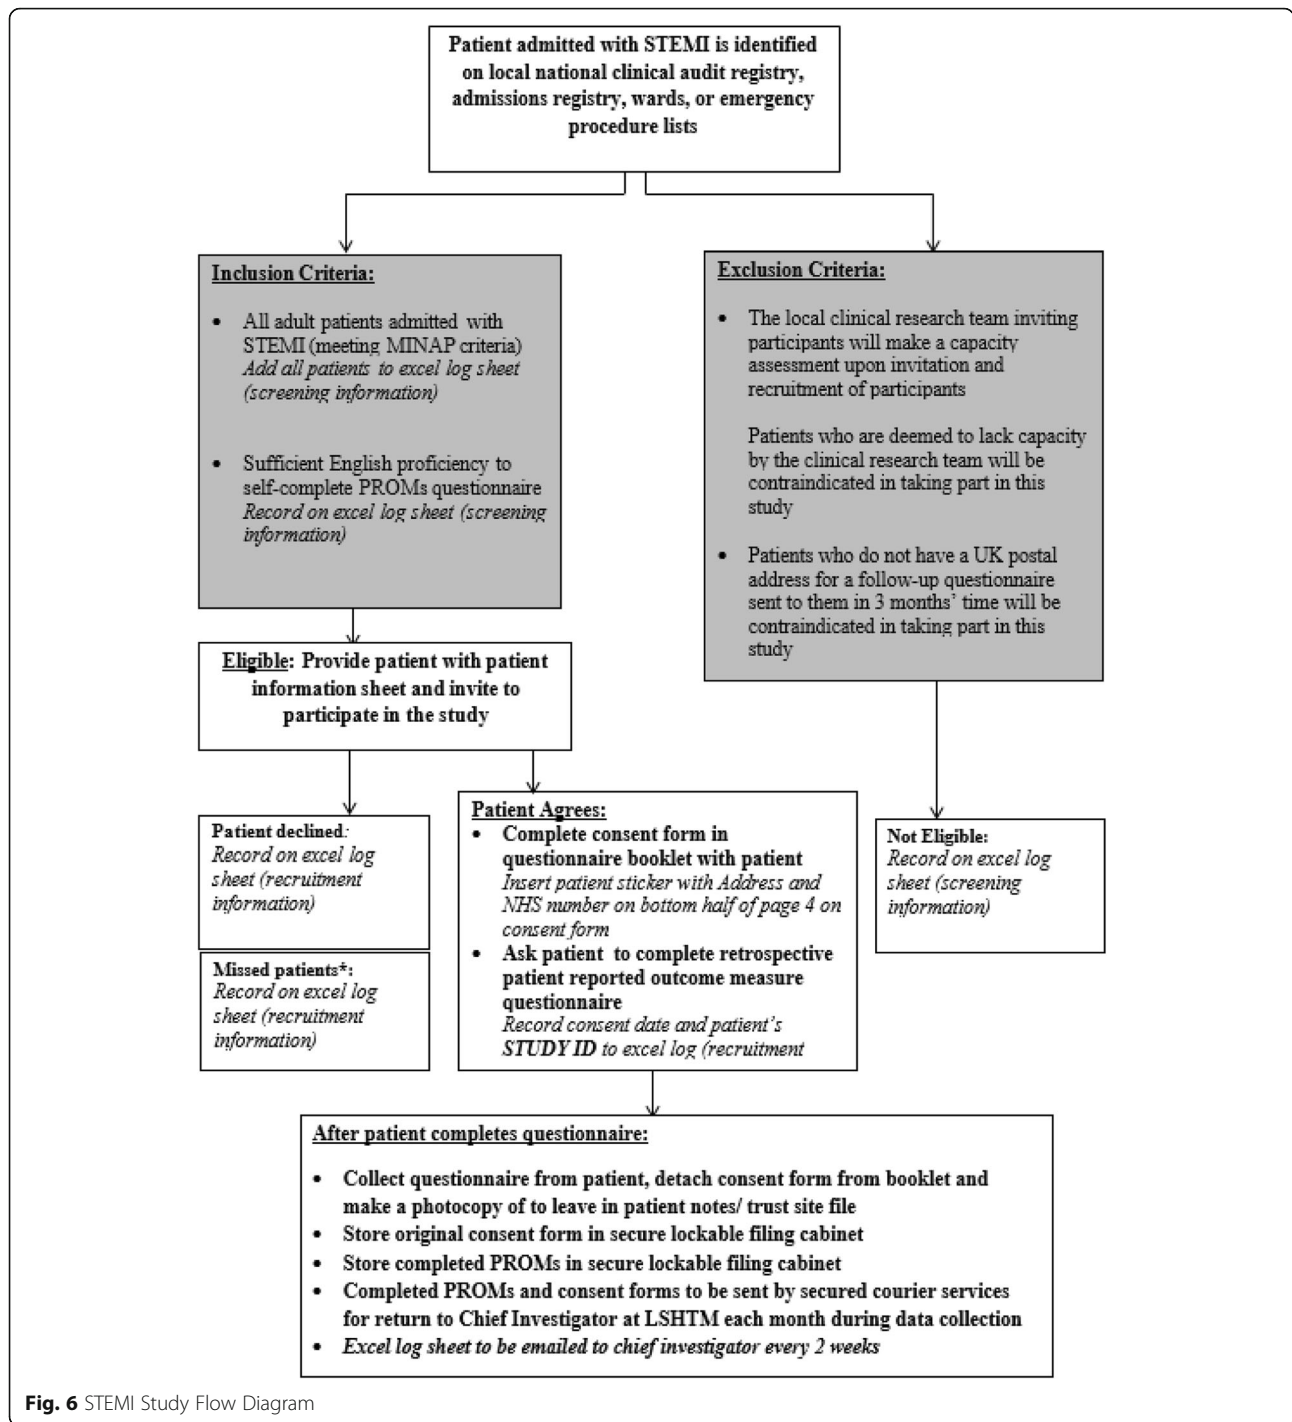 Patient admitted with STEMI is identified
on local national clinical audit registry,
admissions registry, wards, or emergency
procedure lists
Inclusion Criteria:
• All adult patients admitted with
STEMI (meeting MINAP criteria)
Add all patients to excel log sheet
(screening information)
• Sufficient English proficiency to
self-complete PROMs questionnaire
Record on excel log sheet (screening
information)
Exclusion Criteria:
• The local clinical research team inviting
participants will make a capacity
assessment upon invitation and
recruitment of participants
Patients who are deemed to lack capacity
by the clinical research team will be
contraindicated in taking part in this
study
• Patients who do not have a UK postal
address for a follow-up questionnaire
sent to them in 3 months’ time will be
contraindicated in taking part in this
study
Eligible: Provide patient with patient
information sheet and invite to
participate in the study
Patient declined:
Record on excel log
sheet (recruitment
information)
Missed patients*:
Record on excel log
sheet (recruitment
information)
Patient Agrees:
• Complete consent form in
questionnaire booklet with patient
Insert patient sticker with Address and
NHS number on bottom half of page 4 on
consent form
• Ask patient to complete retrospective
patient reported outcome measure
questionnaire
Record consent date and patient’s
STUDY ID to excel log (recruitment
Not Eligible:
Record on excel log
sheet (screening
information)
After patient completes questionnaire:
• Collect questionnaire from patient, detach consent form from booklet and
make a photocopy of to leave in patient notes/ trust site file
• Store original consent form in secure lockable filing cabinet
• Store completed PROMs in secure lockable filing cabinet
• Completed PROMs and consent forms to be sent by secured courier services
for return to Chief Investigator at LSHTM each month during data collection
• Excel log sheet to be emailed to chief investigator every 2 weeks
Fig. 6 STEMI Study Flow Diagram